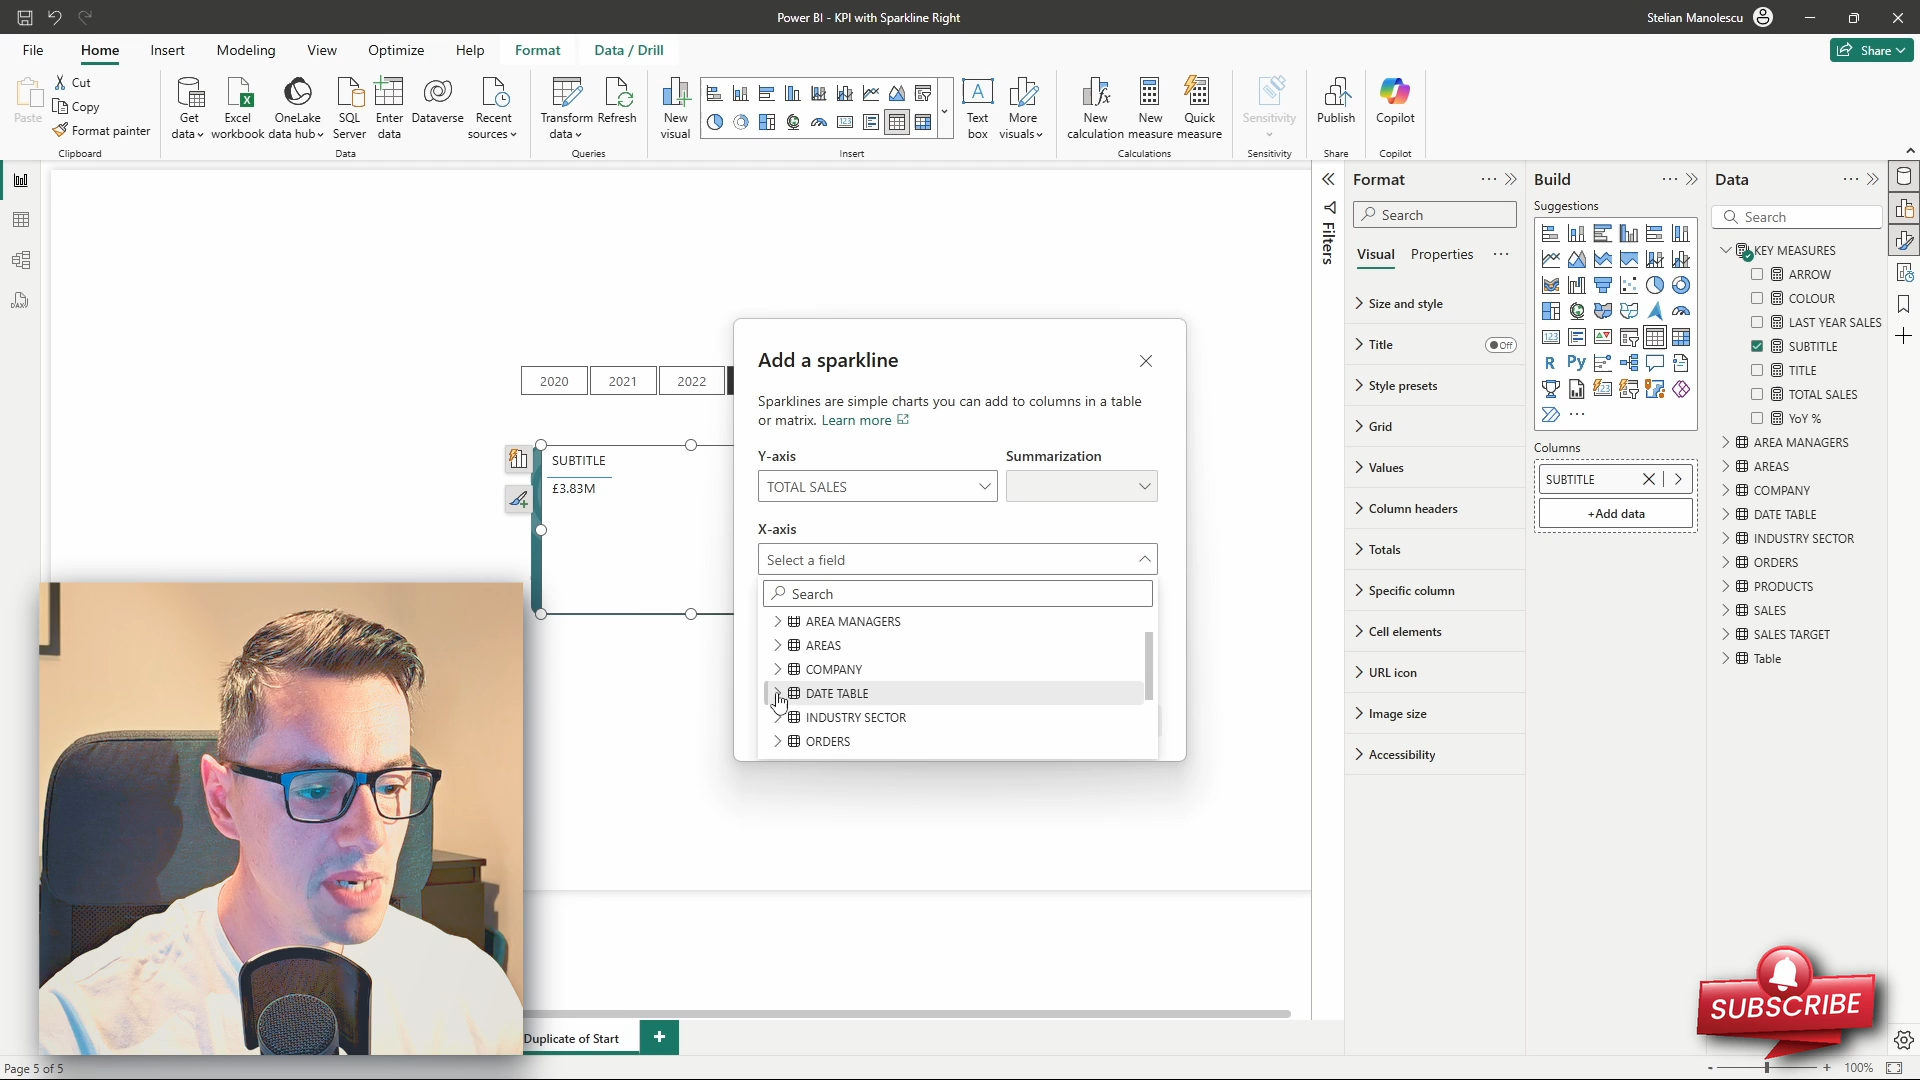 Power BI - KPI with Sparkline Right
Stelian Manolescu
File
Home
Insert
Modeling
View
Optimize
Help
Format
Data / Drill
Share
Paste
Cut
Copy
Format painter
Clipboard
Get data
Excel workbook
OneLake data hub
SQL Server
Enter data
Dataverse
Recent sources
Data
Transform data
Refresh
Queries
New visual
Text box
More visuals
Insert
New calculation
New measure
Quick measure
Calculations
Sensitivity
Sensitivity
Publish
Share
Copilot
Copilot
2020
2021
2022
SUBTITLE
£3.83M
Add a sparkline
Sparklines are simple charts you can add to columns in a table
or matrix. Learn more
Y-axis
Summarization
TOTAL SALES
X-axis
Select a field
Search
AREA MANAGERS
AREAS
COMPANY
DATE TABLE
INDUSTRY SECTOR
ORDERS
Filters
Format
Search
Visual
Properties
Size and style
Title
Off
Style presets
Grid
Values
Column headers
Totals
Specific column
Cell elements
URL icon
Image size
Accessibility
Build
Suggestions
Columns
SUBTITLE
+Add data
Data
Search
KEY MEASURES
ARROW
COLOUR
LAST YEAR SALES
SUBTITLE
TITLE
TOTAL SALES
YoY %
AREA MANAGERS
AREAS
COMPANY
DATE TABLE
INDUSTRY SECTOR
ORDERS
PRODUCTS
SALES
SALES TARGET
Table
SUBSCRIBE
Duplicate of Start
Page 5 of 5
100%